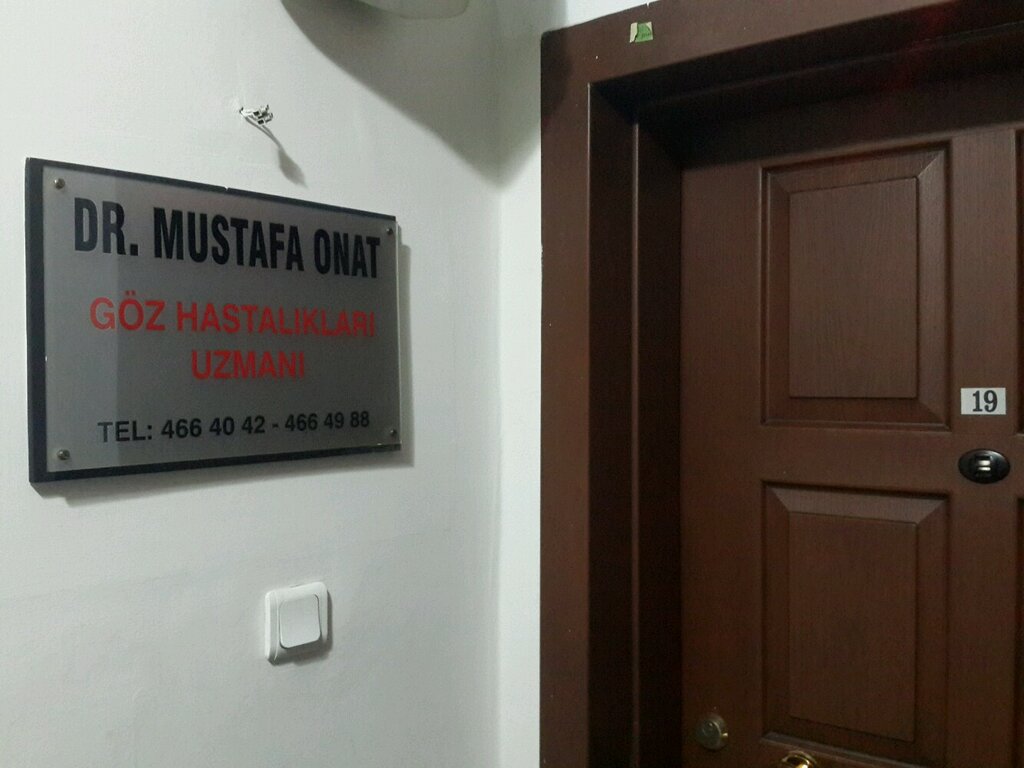 DR. MUSTAFA ONAT
GÖZ HASTALIKLARI
UZMANI
TEL: 466 40 42 - 466 49 88
19